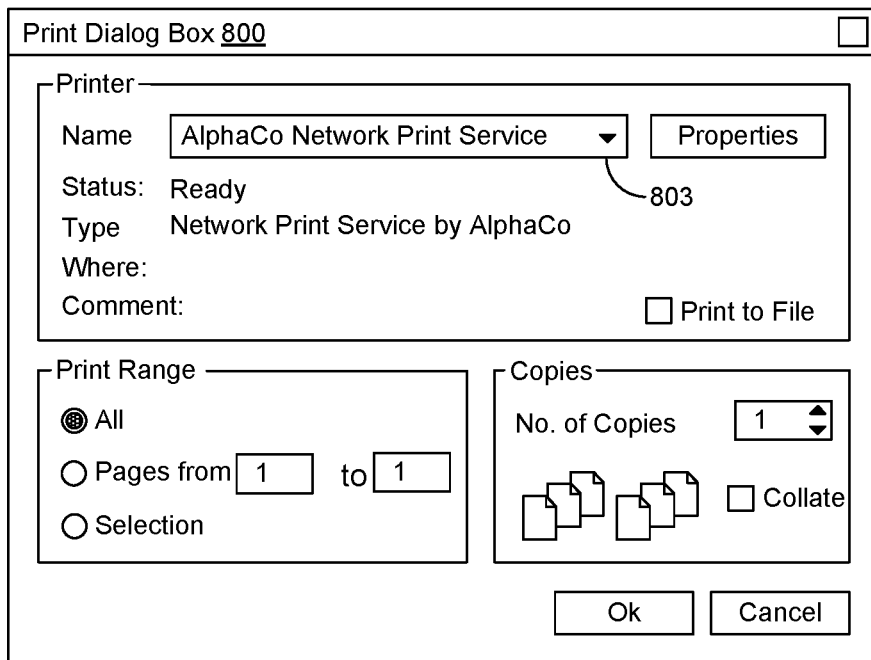 Print Dialog Box 800
Printer
Name AlphaCo Network Print Service Properties
803
Status: Ready
Type Network Print Service by AlphaCo
Where:
Comment:
Print to File
Print Range
All
Pages from 1 to 1
Selection
Copies
No. of Copies 1
Collate
Ok Cancel